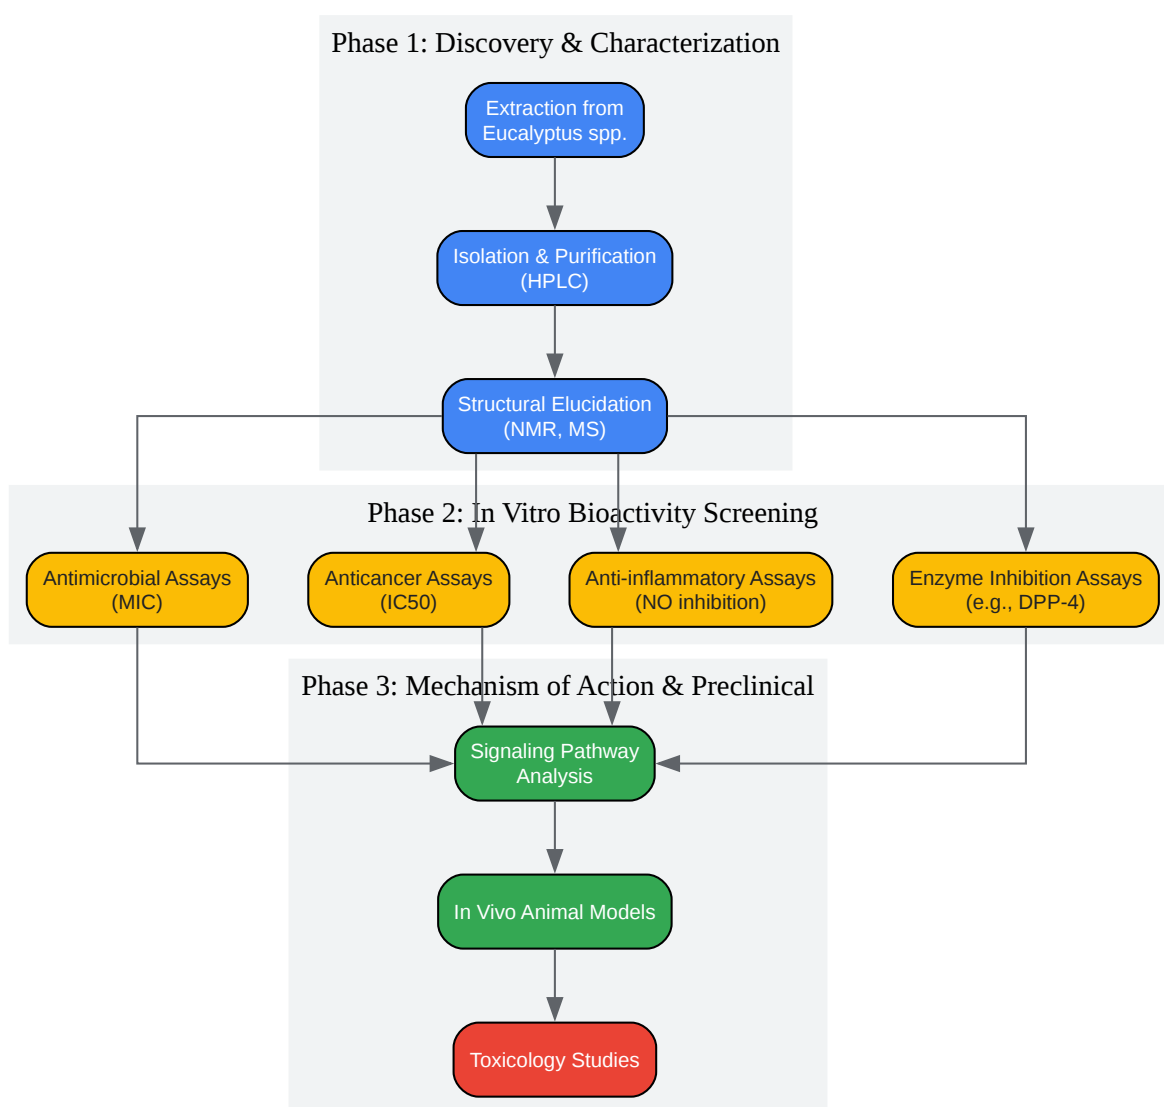 Phase 1: Discovery & Characterization
Extraction from
Eucalyptus spp.
Isolation & Purification
(HPLC)
Structural Elucidation
(NMR, MS)
Phase 2: In Vitro Bioactivity Screening
Antimicrobial Assays
(MIC)
Anticancer Assays
(IC50)
Anti-inflammatory Assays
(NO inhibition)
Enzyme Inhibition Assays
(e.g., DPP-4)
Phase 3: Mechanism of Action & Preclinical
Signaling Pathway
Analysis
In Vivo Animal Models
Toxicology Studies